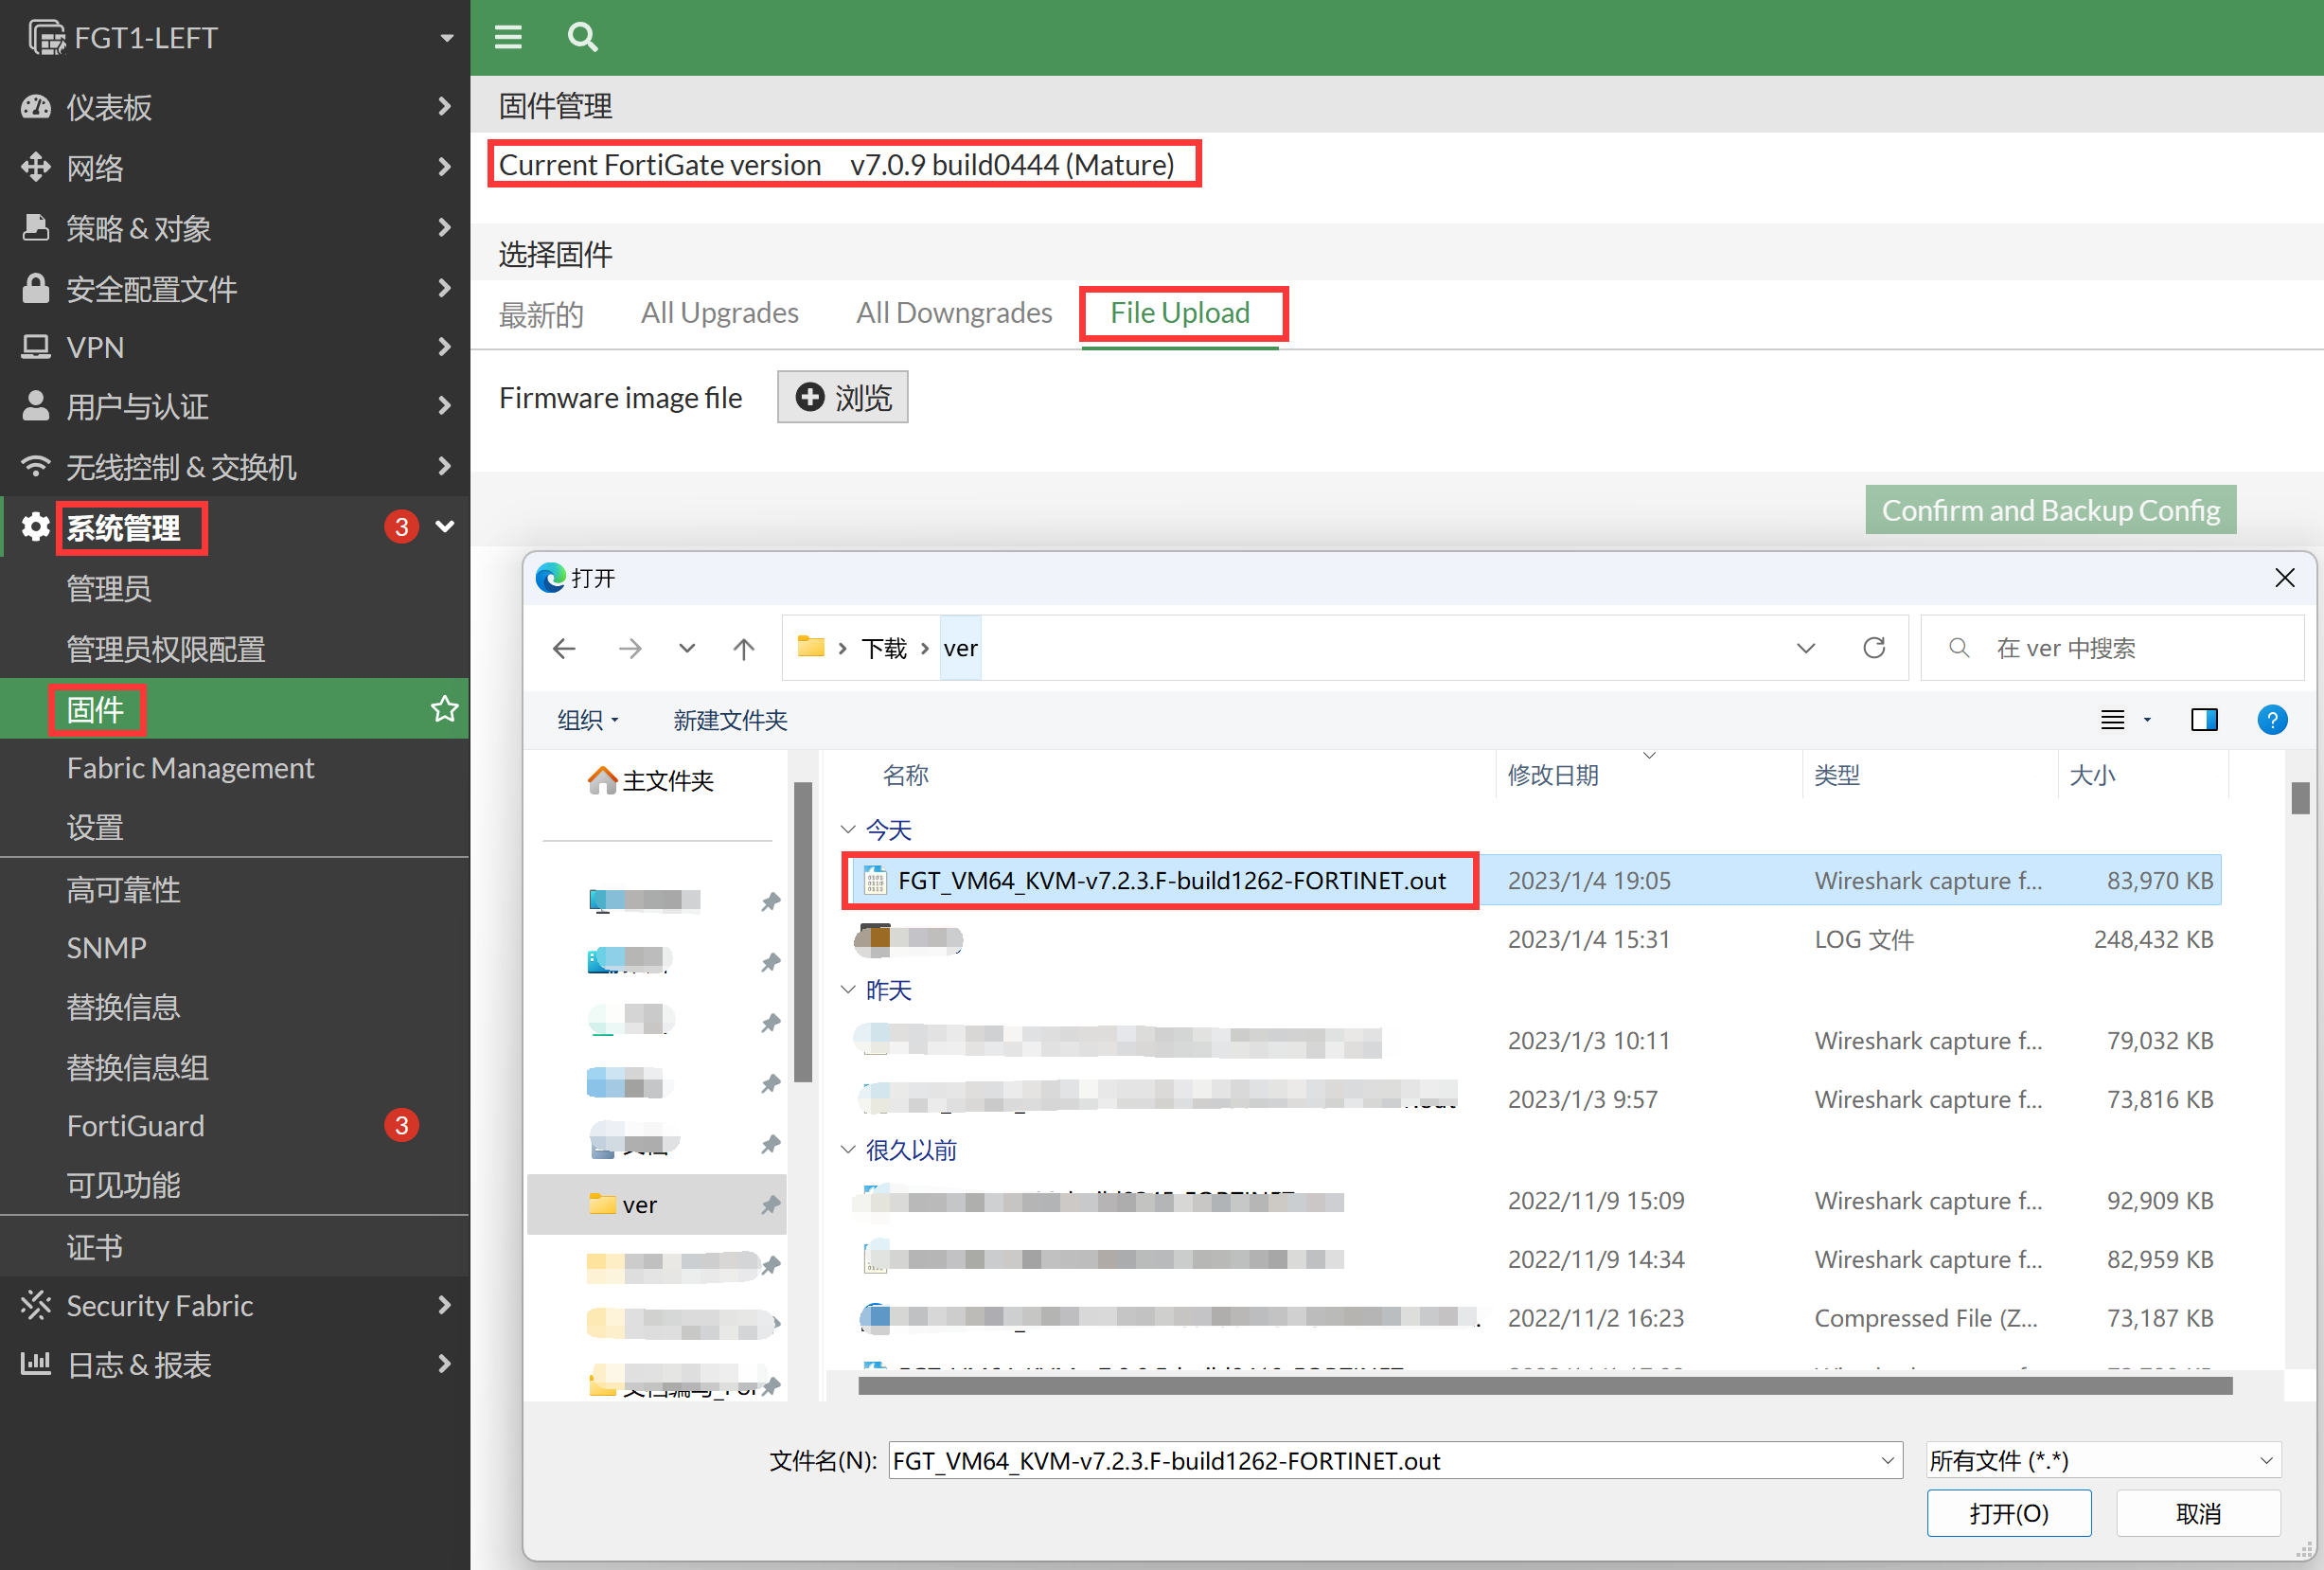 FGT1-LEFT
仪表板
网络
策略 & 对象
安全配置文件
VPN
用户与认证
无线控制 & 交换机
系统管理
3
管理员
管理员权限配置
固件
Fabric Management
设置
高可靠性
SNMP
替换信息
替换信息组
FortiGuard
3
可见功能
证书
Security Fabric
日志 & 报表
固件管理
Current FortiGate version v7.0.9 build0444 (Mature)
选择固件
最新的 All Upgrades All Downgrades File Upload
Firmware image file 浏览
Confirm and Backup Config
打开
下载 ver
在 ver 中搜索
组织 新建文件夹
主文件夹
ver
名称 修改日期 类型 大小
今天
FGT_VM64_KVM-v7.2.3.F-build1262-FORTINET.out 2023/1/4 19:05 Wireshark capture f... 83,970 KB
2023/1/4 15:31 LOG 文件 248,432 KB
昨天
2023/1/3 10:11 Wireshark capture f... 79,032 KB
2023/1/3 9:57 Wireshark capture f... 73,816 KB
很久以前
2022/11/9 15:09 Wireshark capture f... 92,909 KB
2022/11/9 14:34 Wireshark capture f... 82,959 KB
2022/11/2 16:23 Compressed File (Z... 73,187 KB
文件名(N): FGT_VM64_KVM-v7.2.3.F-build1262-FORTINET.out
所有文件 (*.*)
打开(O) 取消